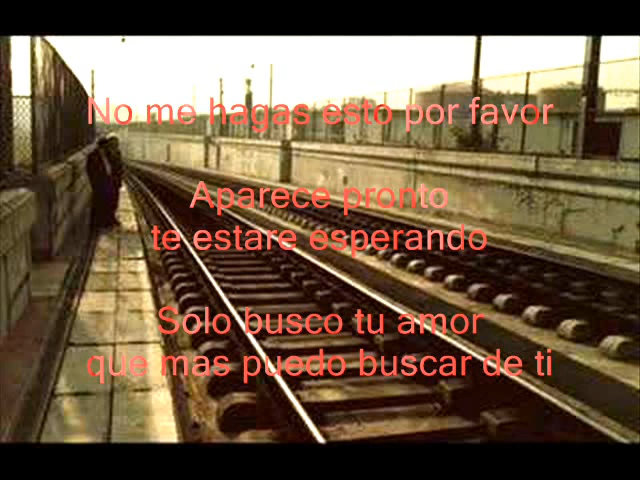 No me hagas esto por favor
Aparece pronto
te estare esperando
Solo busco tu amor
que mas puedo buscar de ti